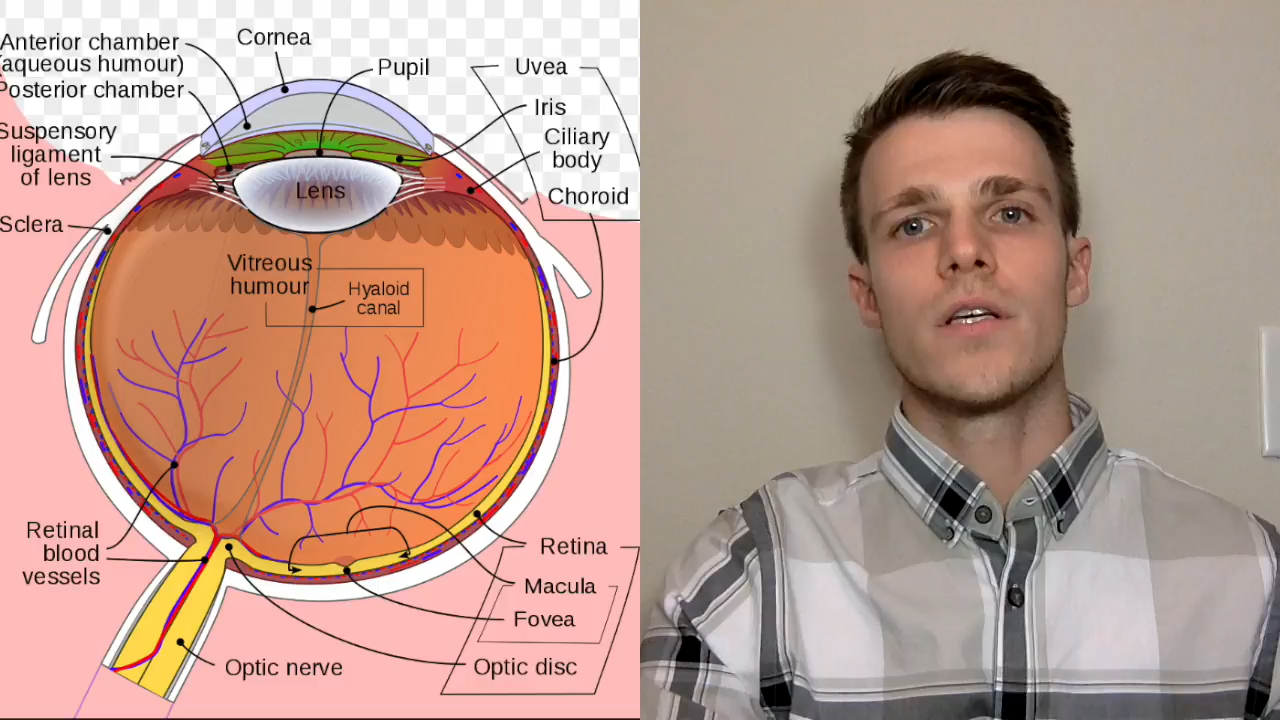 Anterior chamber
(aqueous humour)
Posterior chamber
Suspensory
ligament
of lens
Sclera
Cornea
Pupil
Uvea
Iris
Ciliary
body
Choroid
Lens
Vitreous
humour
Hyaloid
canal
Retinal
blood
vessels
Optic nerve
Retina
Macula
Fovea
Optic disc